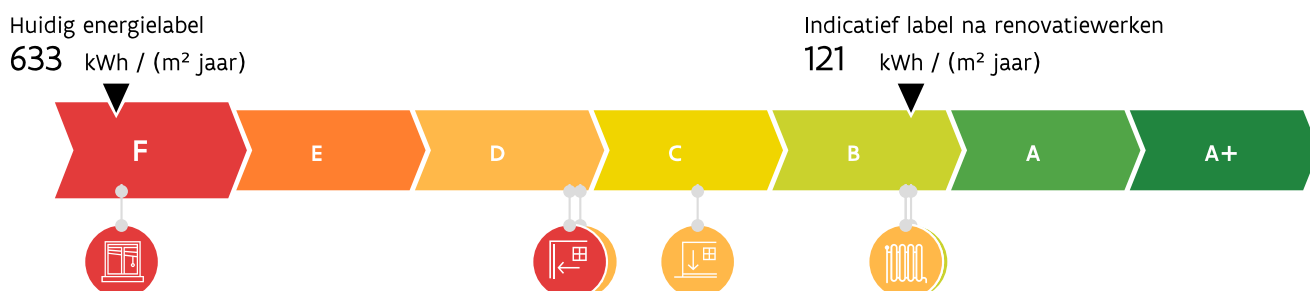 Huidig energielabel
633 kWh / (m² jaar)
Indicatief label na renovatiewerken
121 kWh / (m² jaar)
F E D C B A A+